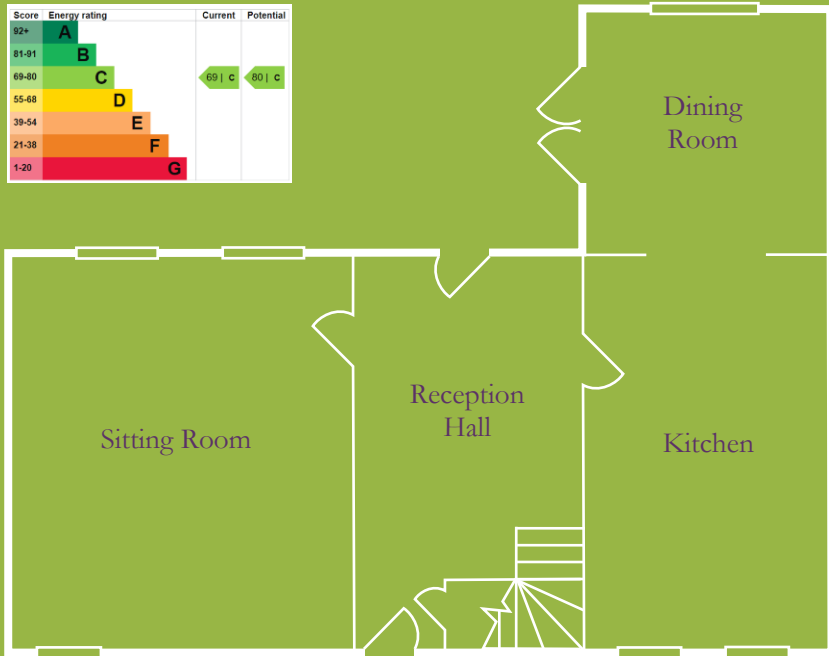 Score Energy rating Current Potential
92+ A
81-91 B
69-80 C 69 | C 80 | C
55-68 D
39-54 E
21-38 F
1-20 G
Dining
Room
Reception
Hall
Sitting Room
Kitchen